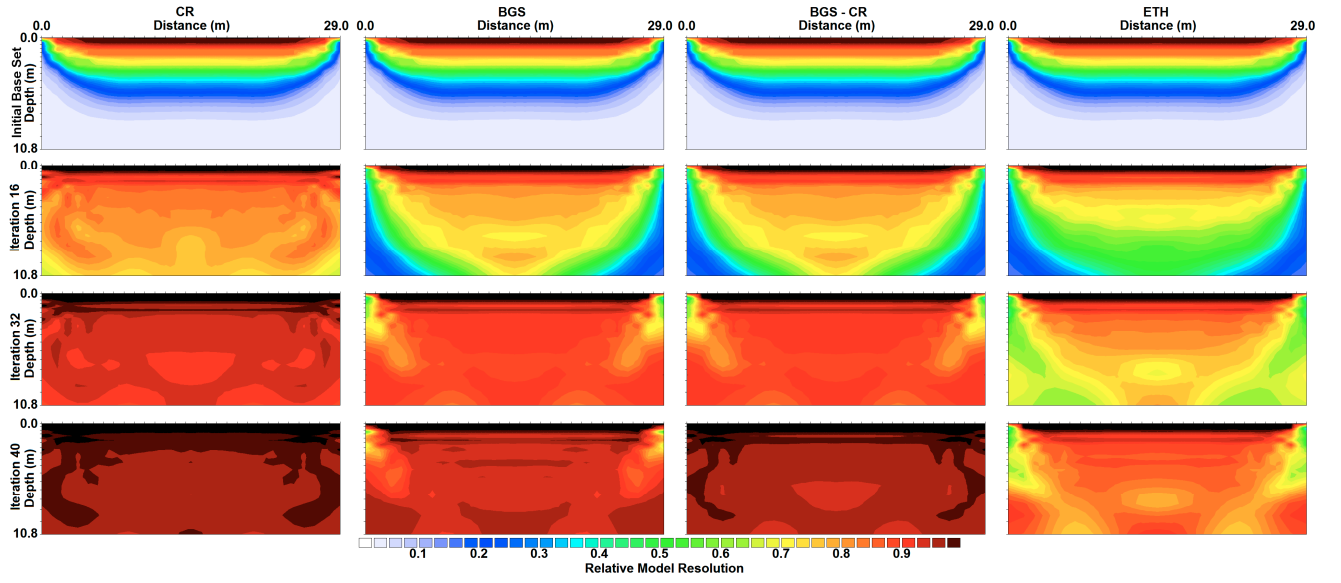 CR BGS BGS - CR ETH
Distance (m) Distance (m) Distance (m) Distance (m)
0.0 29.0 0.0 29.0 0.0 29.0 0.0 29.0
0.0
Initial Base Set
Depth (m)
10.8
0.0
Iteration 16
Depth (m)
10.8
0.0
Iteration 32
Depth (m)
10.8
0.0
Iteration 40
Depth (m)
10.8
0.1 0.2 0.3 0.4 0.5 0.6 0.7 0.8 0.9
Relative Model Resolution